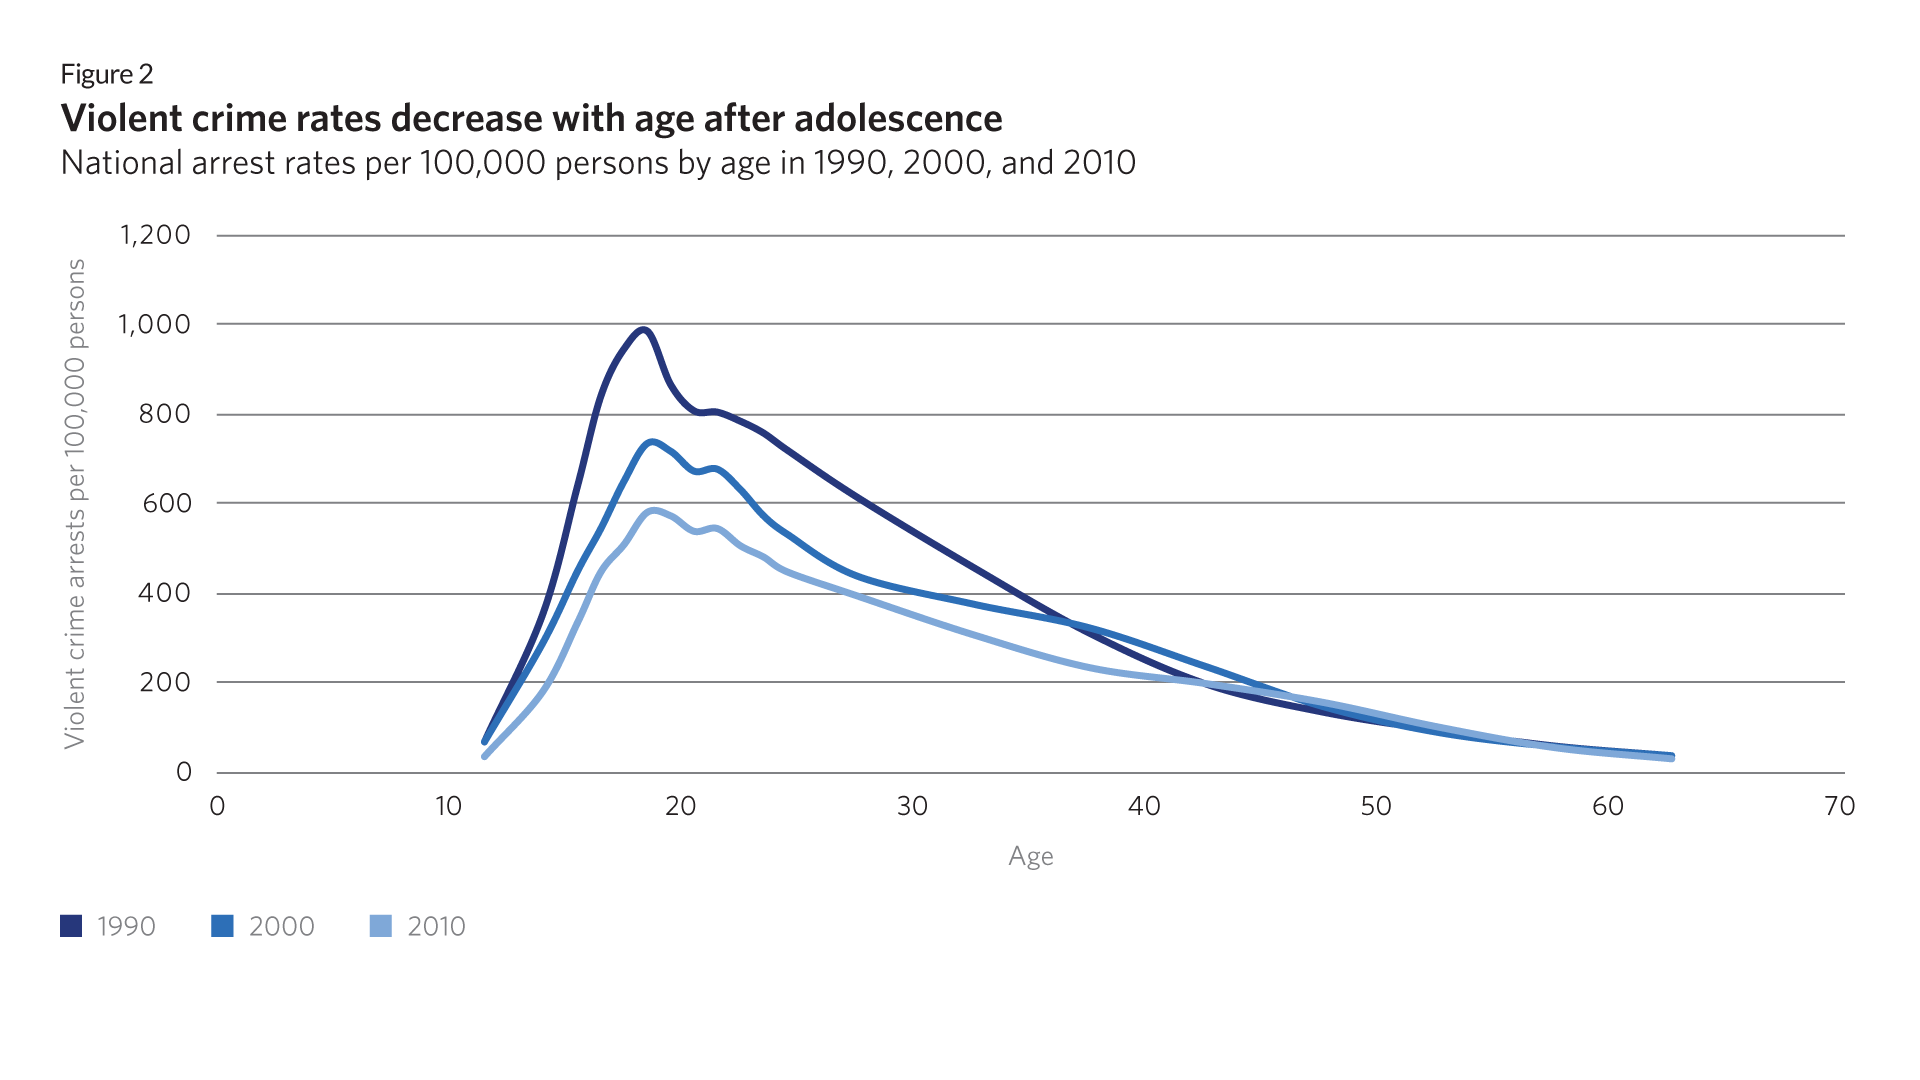 Figure 2
Violent crime rates decrease with age after adolescence
National arrest rates per 100,000 persons by age in 1990, 2000, and 2010
Violent crime arrests per 100,000 persons
1,200
1,000
800
600
400
200
0
0 10 20 30 40 50 60 70
Age
1990 2000 2010